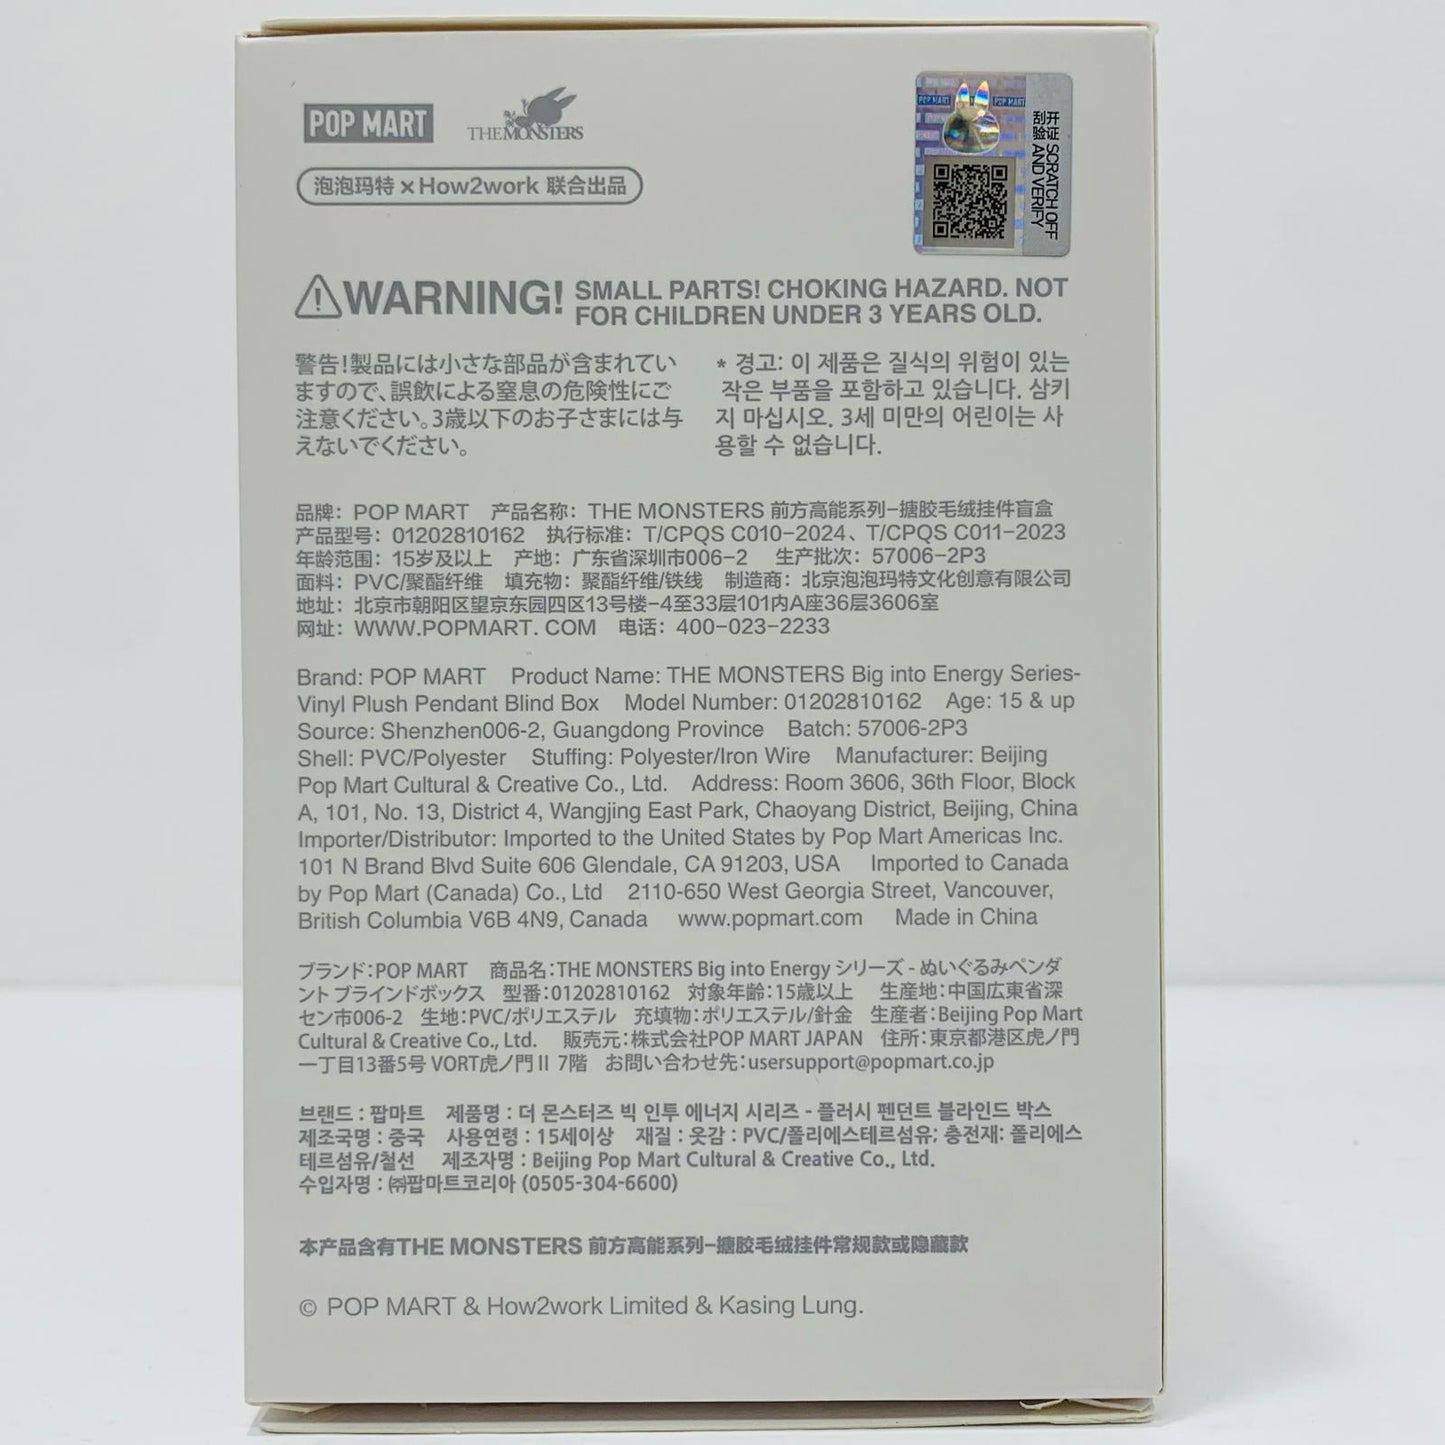 POP MART
THE MONSTERS
泡泡玛特×How2work 联合出品
POP MART
POP MART
刮开验证 SCRATCH OFF AND VERIFY
WARNING! SMALL PARTS! CHOKING HAZARD. NOT
FOR CHILDREN UNDER 3 YEARS OLD.
警告!製品には小さな部品が含まれてい
ますので、誤飲による窒息の危険性にご
注意ください。3歳以下のお子さまには与
えないでください。
* 경고: 이 제품은 질식의 위험이 있는
작은 부품을 포함하고 있습니다. 삼키
지 마십시오. 3세 미만의 어린이는 사
용할 수 없습니다.
品牌：POP MART 产品名称：THE MONSTERS 前方高能系列-搪胶毛绒挂件盲盒
产品型号：01202810162 执行标准：T/CPQS C010-2024、T/CPQS C011-2023
年龄范围：15岁及以上 产地：广东省深圳市006-2 生产批次：57006-2P3
面料：PVC/聚酯纤维 填充物：聚酯纤维/铁线 制造商：北京泡泡玛特文化创意有限公司
地址：北京市朝阳区望京东园四区13号楼-4至33层101内A座36层3606室
网址：WWW.POPMART. COM 电话：400-023-2233
Brand: POP MART Product Name: THE MONSTERS Big into Energy Series-
Vinyl Plush Pendant Blind Box Model Number: 01202810162 Age: 15 & up
Source: Shenzhen006-2, Guangdong Province Batch: 57006-2P3
Shell: PVC/Polyester Stuffing: Polyester/Iron Wire Manufacturer: Beijing
Pop Mart Cultural & Creative Co., Ltd. Address: Room 3606, 36th Floor, Block
A, 101, No. 13, District 4, Wangjing East Park, Chaoyang District, Beijing, China
Importer/Distributor: Imported to the United States by Pop Mart Americas Inc.
101 N Brand Blvd Suite 606 Glendale, CA 91203, USA Imported to Canada
by Pop Mart (Canada) Co., Ltd 2110-650 West Georgia Street, Vancouver,
British Columbia V6B 4N9, Canada www.popmart.com Made in China
ブランド：POP MART 商品名：THE MONSTERS Big into Energy シリーズ - ぬいぐるみペンダ
ント ブラインドボックス 型番：01202810162 対象年齢：15歳以上 生産地：中国広東省深
セン市006-2 生地：PVC/ポリエステル 充填物：ポリエステル/針金 生産者：Beijing Pop Mart
Cultural & Creative Co., Ltd. 販売元：株式会社POP MART JAPAN 住所：東京都港区虎ノ門
一丁目13番5号 VORT虎ノ門Ⅱ 7階 お問い合わせ先：usersupport@popmart.co.jp
브랜드 : 팝마트 제품명 : 더 몬스터즈 빅 인투 에너지 시리즈 - 플러시 펜던트 블라인드 박스
제조국명 : 중국 사용연령 : 15세이상 재질 : 옷감 : PVC/폴리에스테르섬유; 충전재: 폴리에스
테르섬유/철선 제조자명 : Beijing Pop Mart Cultural & Creative Co., Ltd.
수입자명 : ㈜팝마트코리아 (0505-304-6600)
本产品含有THE MONSTERS 前方高能系列-搪胶毛绒挂件常规款或隐藏款
© POP MART & How2work Limited & Kasing Lung.